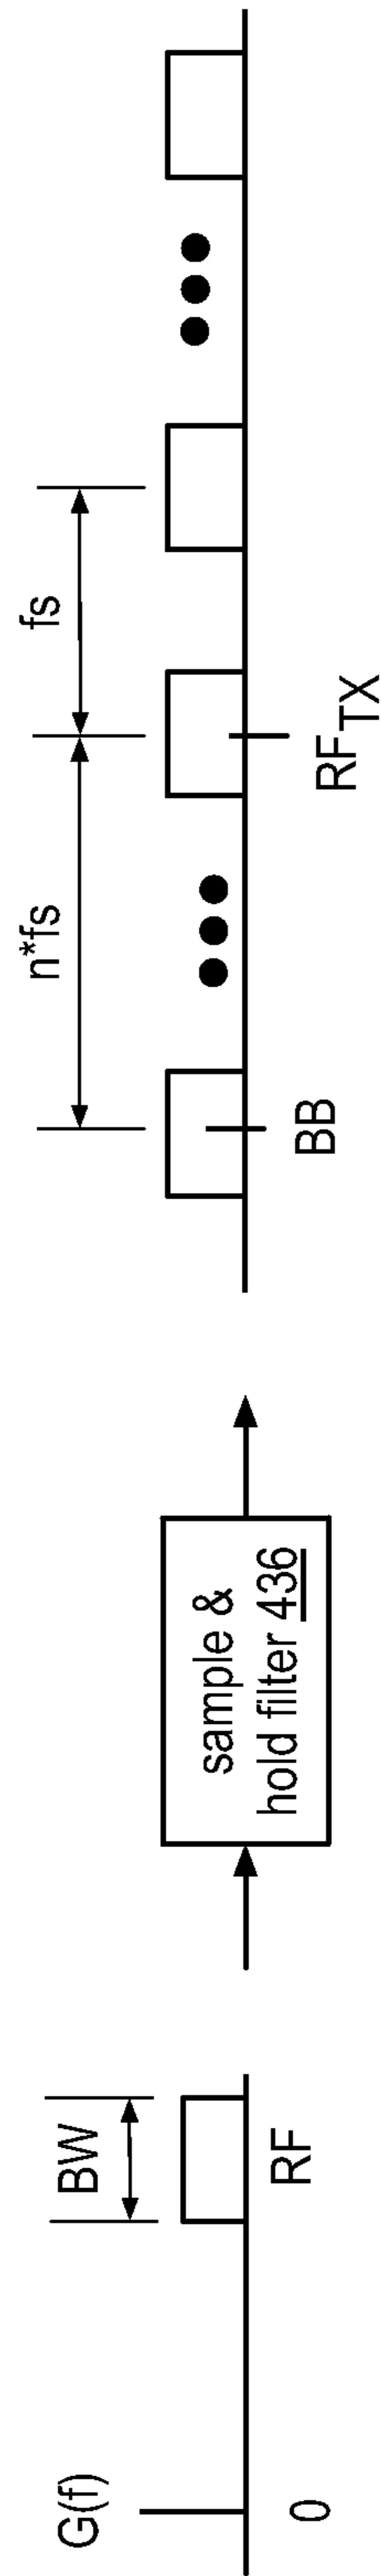 G(f)
BW
0
RF
sample &
hold filter 436
n*fs
fs
BB
RFTX